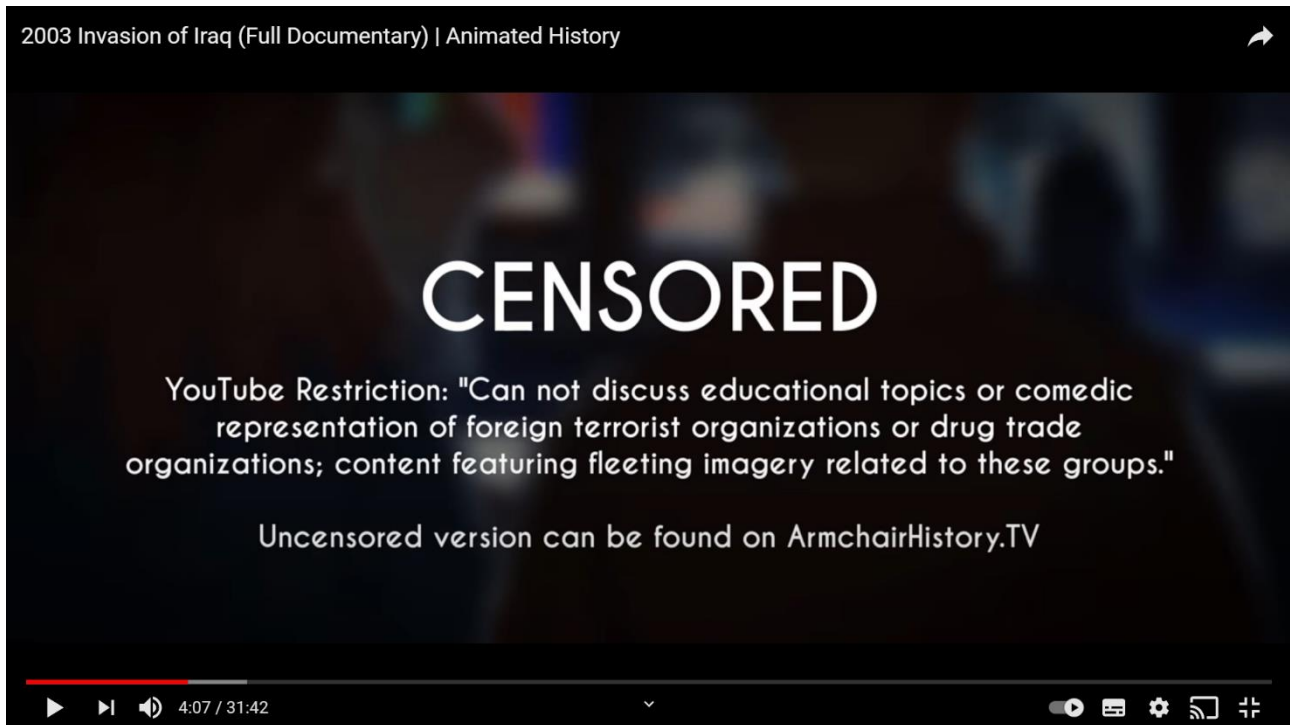 2003 Invasion of Iraq (Full Documentary) | Animated History
CENSORED
YouTube Restriction: "Can not discuss educational topics or comedic
representation of foreign terrorist organizations or drug trade
organizations; content featuring fleeting imagery related to these groups."
Uncensored version can be found on ArmchairHistory.TV
4:07 / 31:42